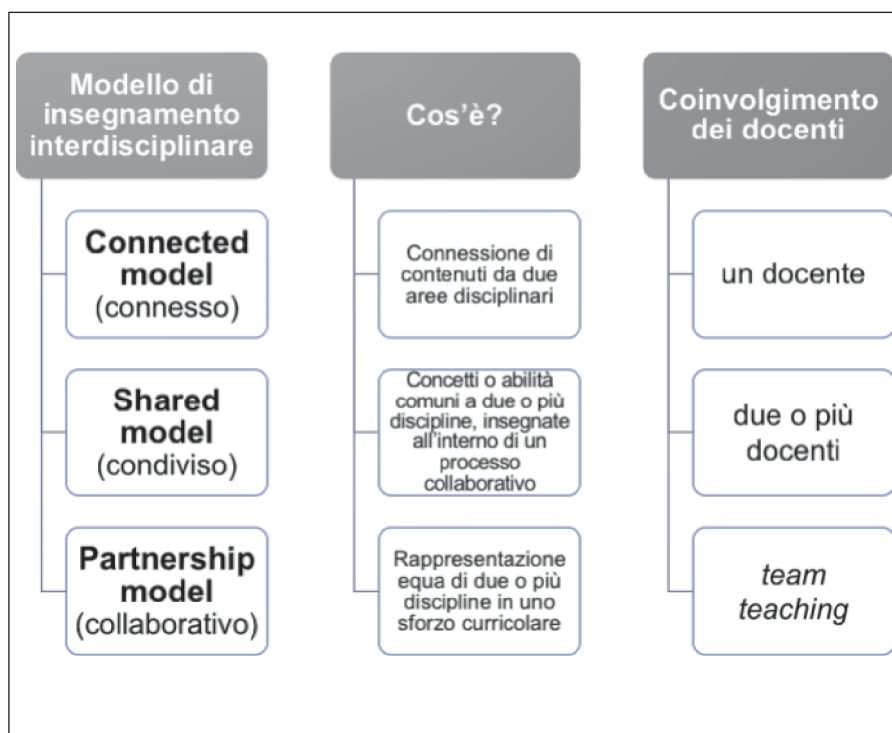 Modello di
insegnamento
interdisciplinare
Connected
model
(connesso)
Shared
model
(condiviso)
Partnership
model
(collaborativo)
Cos'è?
Connessione di
contenuti da due
aree disciplinari
Concetti o abilità
comuni a due o più
discipline, insegnate
all'interno di un
processo
collaborativo
Rappresentazione
equa di due o più
discipline in uno
sforzo curricolare
Coinvolgimento
dei docenti
un docente
due o più
docenti
team
teaching